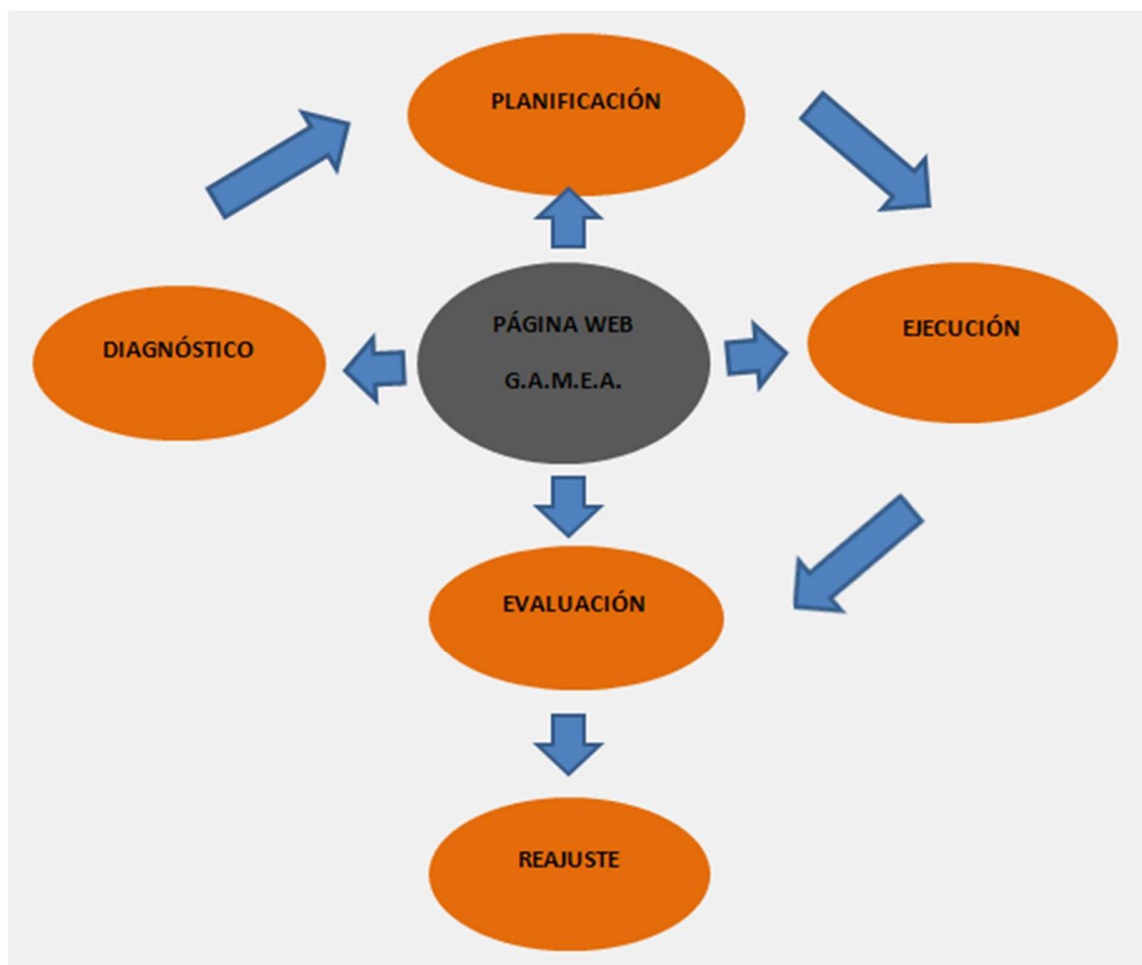 PLANIFICACIÓN
PÁGINA WEB
G.A.M.E.A.
EJECUCIÓN
DIAGNÓSTICO
EVALUACIÓN
REAJUSTE